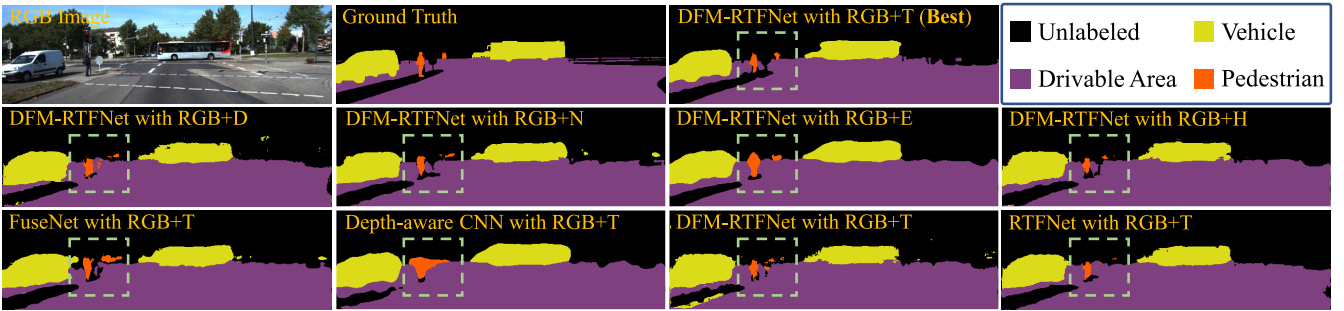 RGB Image
Ground Truth
DFM-RTFNet with RGB+T (Best)
Unlabeled
Vehicle
Drivable Area
Pedestrian
DFM-RTFNet with RGB+D
DFM-RTFNet with RGB+N
DFM-RTFNet with RGB+E
DFM-RTFNet with RGB+H
FuseNet with RGB+T
Depth-aware CNN with RGB+T
DFM-RTFNet with RGB+T
RTFNet with RGB+T